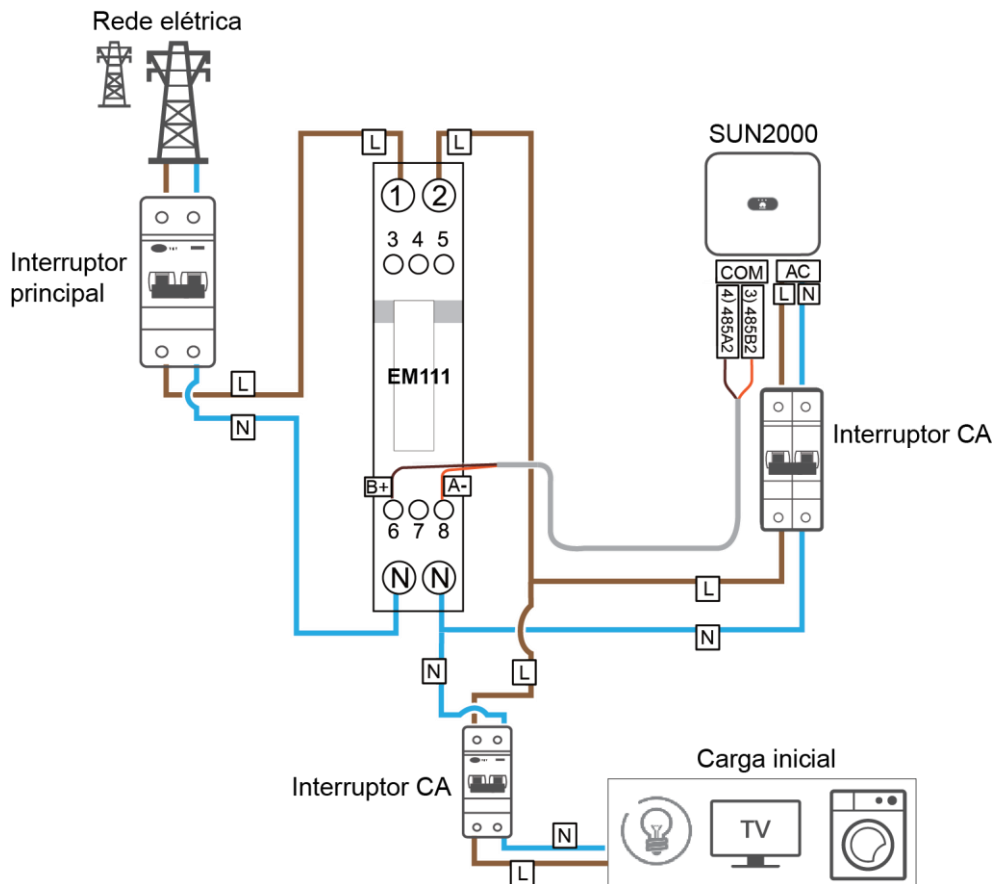 Rede elétrica
SUN2000
L
L
1
2
3 4 5
Interruptor
principal
COM
AC
L
N
4) 485A2
3) 485B2
EM111
L
N
Interruptor CA
B+
A-
6 7 8
N
N
L
N
N
L
Interruptor CA
Carga inicial
TV
N
L